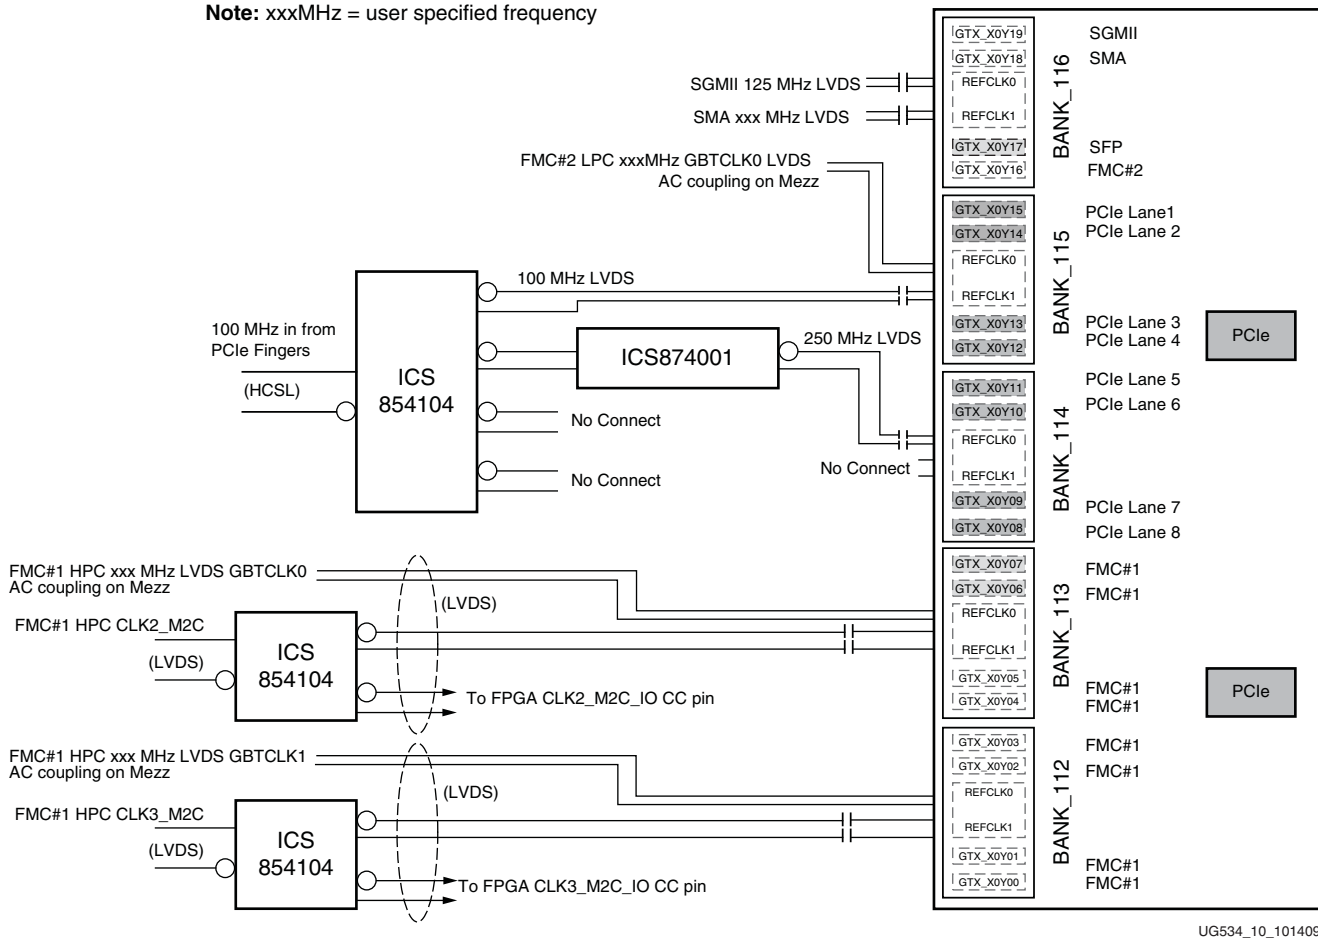 Note: xxxMHz = user specified frequency
SGMII 125 MHz LVDS
SMA xxx MHz LVDS
FMC#2 LPC xxxMHz GBTCLK0 LVDS
AC coupling on Mezz
100 MHz in from
PCIe Fingers
(HCSL)
ICS
854104
100 MHz LVDS
ICS874001
250 MHz LVDS
No Connect
No Connect
No Connect
FMC#1 HPC xxx MHz LVDS GBTCLK0
AC coupling on Mezz
(LVDS)
FMC#1 HPC CLK2_M2C
(LVDS)
ICS
854104
To FPGA CLK2_M2C_IO CC pin
FMC#1 HPC xxx MHz LVDS GBTCLK1
AC coupling on Mezz
(LVDS)
FMC#1 HPC CLK3_M2C
(LVDS)
ICS
854104
To FPGA CLK3_M2C_IO CC pin
GTX_X0Y19
GTX_X0Y18
REFCLK0
REFCLK1
GTX_X0Y17
GTX_X0Y16
BANK_116
SGMII
SMA
SFP
FMC#2
GTX_X0Y15
GTX_X0Y14
REFCLK0
REFCLK1
GTX_X0Y13
GTX_X0Y12
BANK_115
PCIe Lane1
PCIe Lane 2
PCIe Lane 3
PCIe Lane 4
PCIe
GTX_X0Y11
GTX_X0Y10
REFCLK0
REFCLK1
GTX_X0Y09
GTX_X0Y08
BANK_114
PCIe Lane 5
PCIe Lane 6
PCIe Lane 7
PCIe Lane 8
GTX_X0Y07
GTX_X0Y06
REFCLK0
REFCLK1
GTX_X0Y05
GTX_X0Y04
BANK_113
FMC#1
FMC#1
FMC#1
FMC#1
PCIe
GTX_X0Y03
GTX_X0Y02
REFCLK0
REFCLK1
GTX_X0Y01
GTX_X0Y00
BANK_112
FMC#1
FMC#1
FMC#1
FMC#1
UG534_10_101409